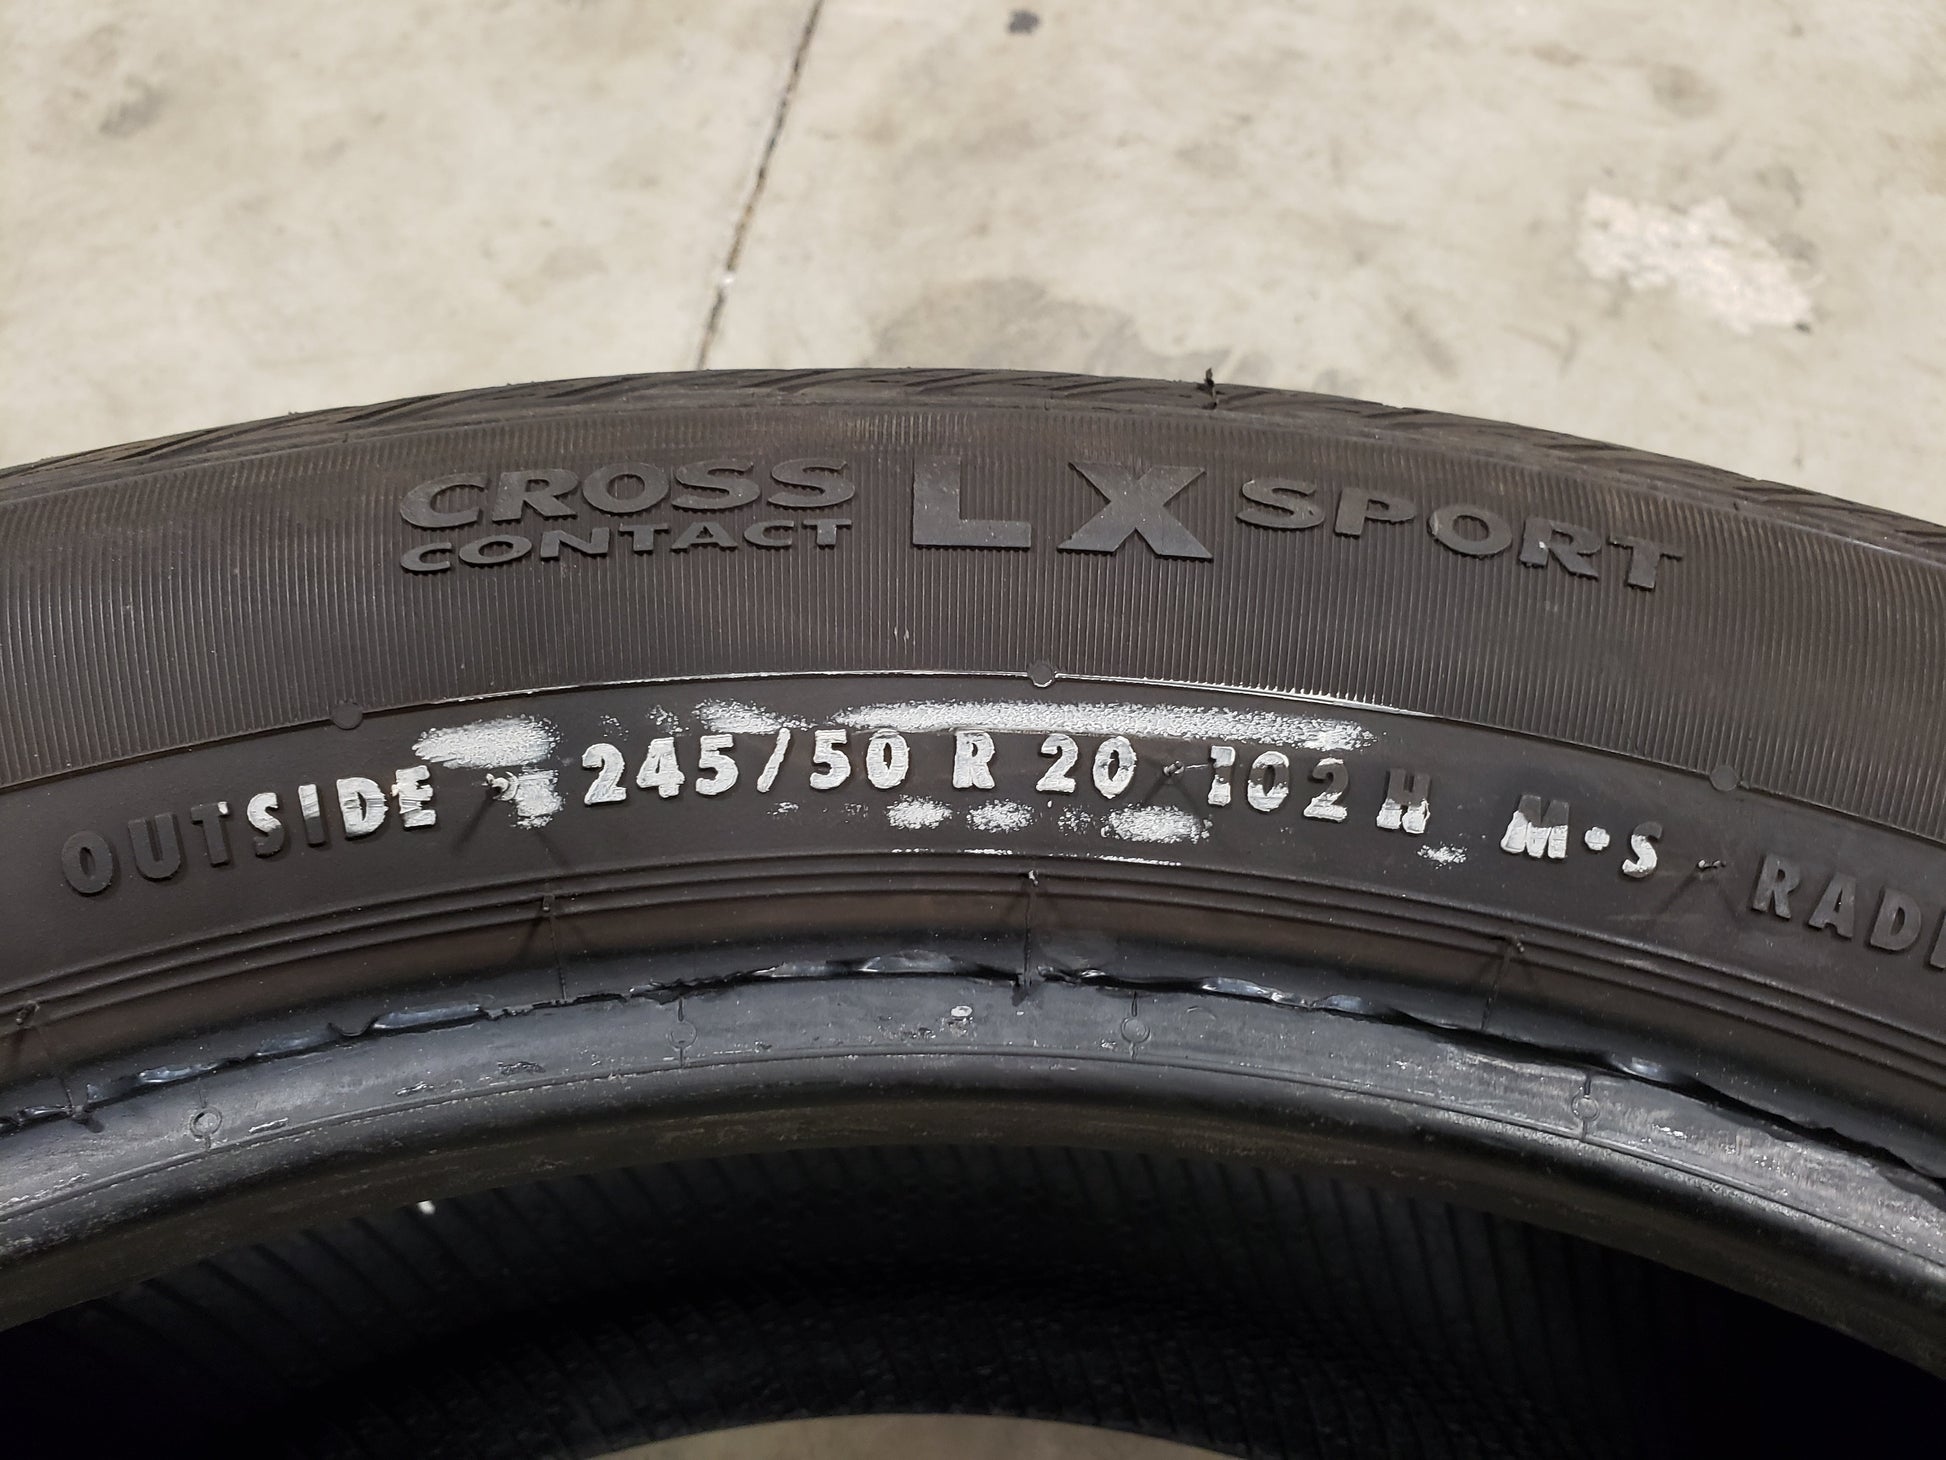 CROSS
CONTACT
LX SPORT
OUTSIDE 245/50 R 20 102 H M•S